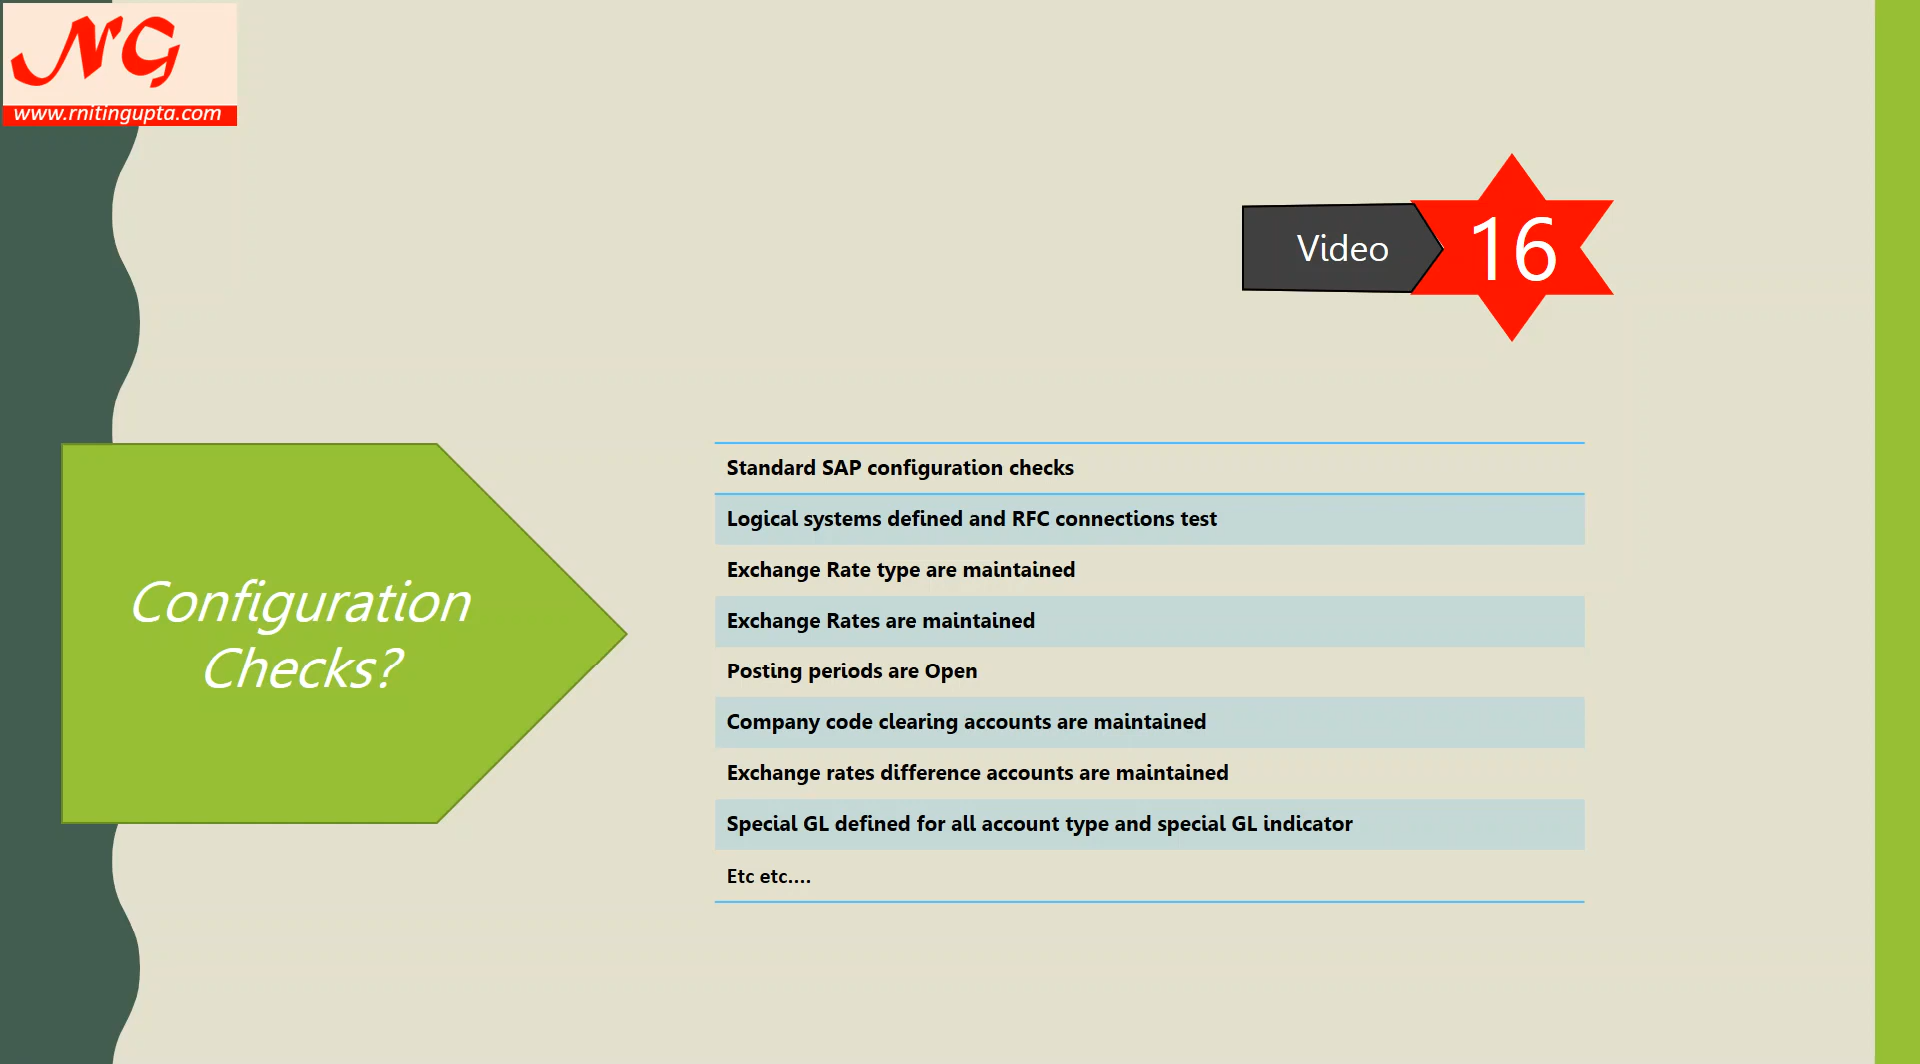 NG
www.rnitingupta.com
Video
16
Configuration
Checks?
Standard SAP configuration checks
Logical systems defined and RFC connections test
Exchange Rate type are maintained
Exchange Rates are maintained
Posting periods are Open
Company code clearing accounts are maintained
Exchange rates difference accounts are maintained
Special GL defined for all account type and special GL indicator
Etc etc....